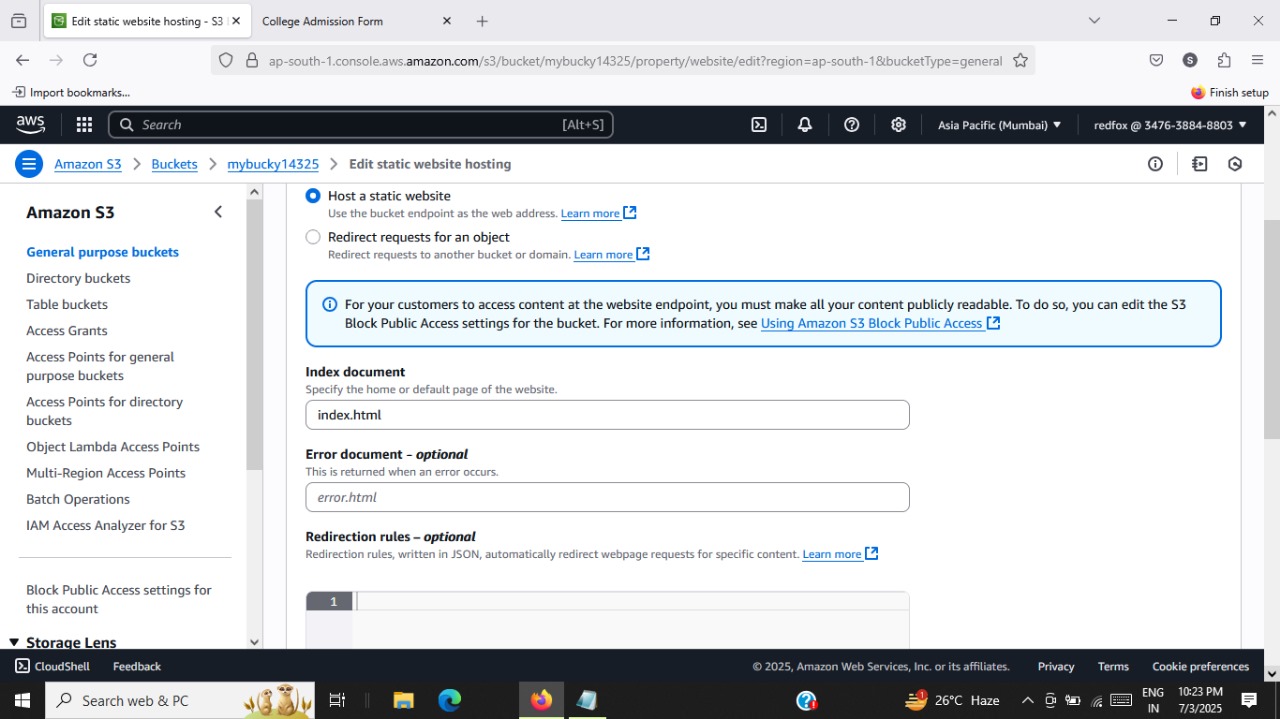 Edit static website hosting - S3
College Admission Form
ap-south-1.console.aws.amazon.com/s3/bucket/mybucky14325/property/website/edit?region=ap-south-1&bucketType=general
S
Import bookmarks...
Finish setup
aws
Search
[Alt+S]
Asia Pacific (Mumbai)
redfox @ 3476-3884-8803
Amazon S3
Buckets
mybucky14325
Edit static website hosting
Amazon S3
General purpose buckets
Directory buckets
Table buckets
Access Grants
Access Points for general
purpose buckets
Access Points for directory
buckets
Object Lambda Access Points
Multi-Region Access Points
Batch Operations
IAM Access Analyzer for S3
Block Public Access settings for
this account
Storage Lens
Host a static website
Use the bucket endpoint as the web address. Learn more
Redirect requests for an object
Redirect requests to another bucket or domain. Learn more
For your customers to access content at the website endpoint, you must make all your content publicly readable. To do so, you can edit the S3
Block Public Access settings for the bucket. For more information, see Using Amazon S3 Block Public Access
Index document
Specify the home or default page of the website.
index.html
Error document – optional
This is returned when an error occurs.
error.html
Redirection rules – optional
Redirection rules, written in JSON, automatically redirect webpage requests for specific content. Learn more
1
CloudShell
Feedback
© 2025, Amazon Web Services, Inc. or its affiliates.
Privacy
Terms
Cookie preferences
Search web & PC
1
26°C Haze
ENG
IN
10:23 PM
7/3/2025